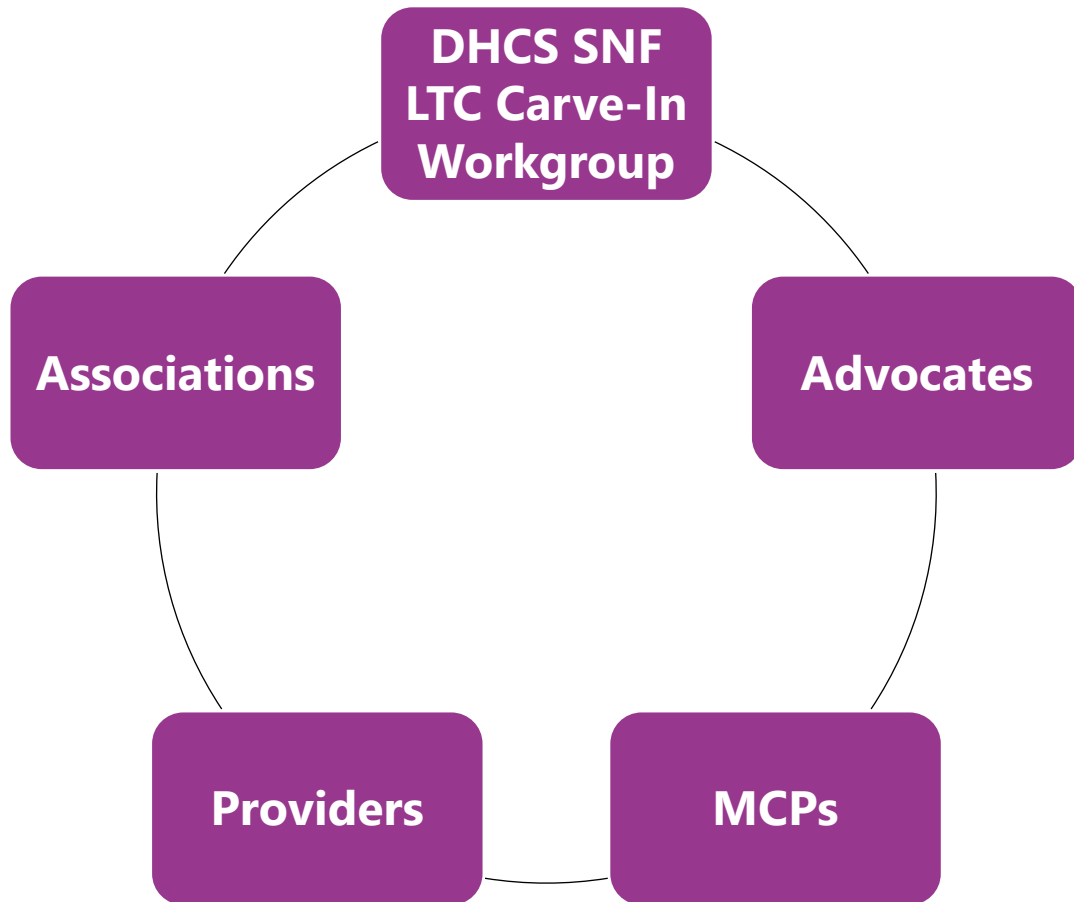 DHCS SNF
LTC Carve-In
Workgroup
Associations
Advocates
Providers
MCPs